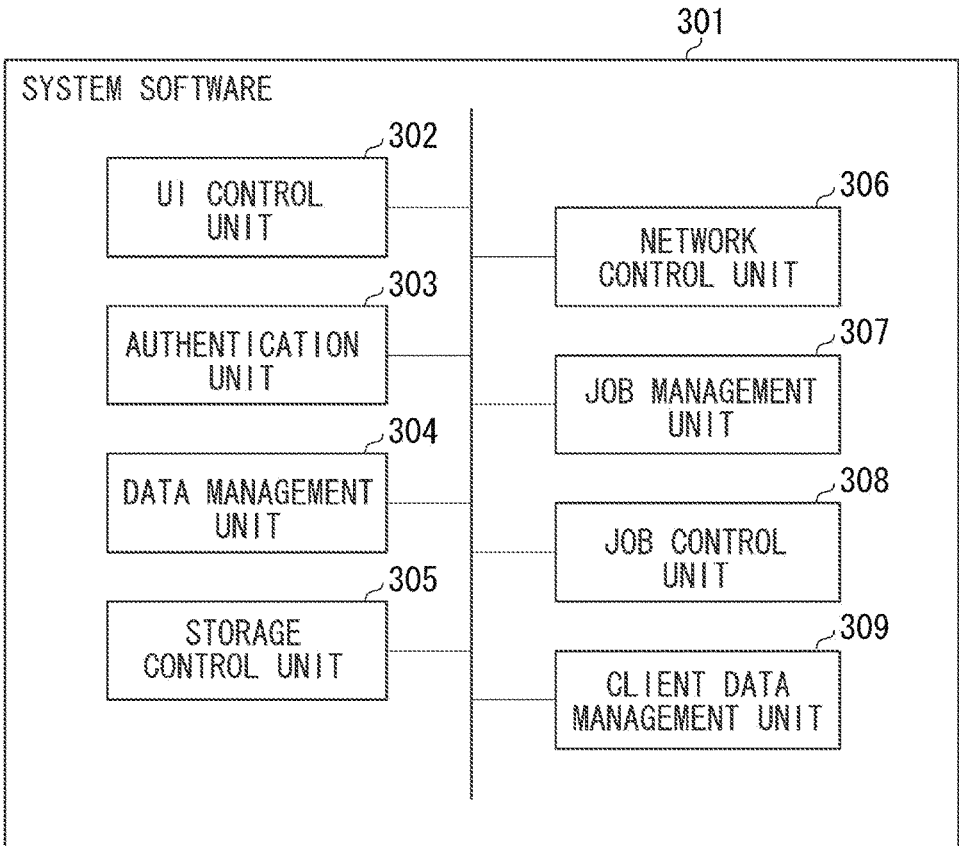 301
SYSTEM SOFTWARE
302
UI CONTROL
UNIT
303
AUTHENTICATION
UNIT
304
DATA MANAGEMENT
UNIT
305
STORAGE
CONTROL UNIT
306
NETWORK
CONTROL UNIT
307
JOB MANAGEMENT
UNIT
308
JOB CONTROL
UNIT
309
CLIENT DATA
MANAGEMENT UNIT